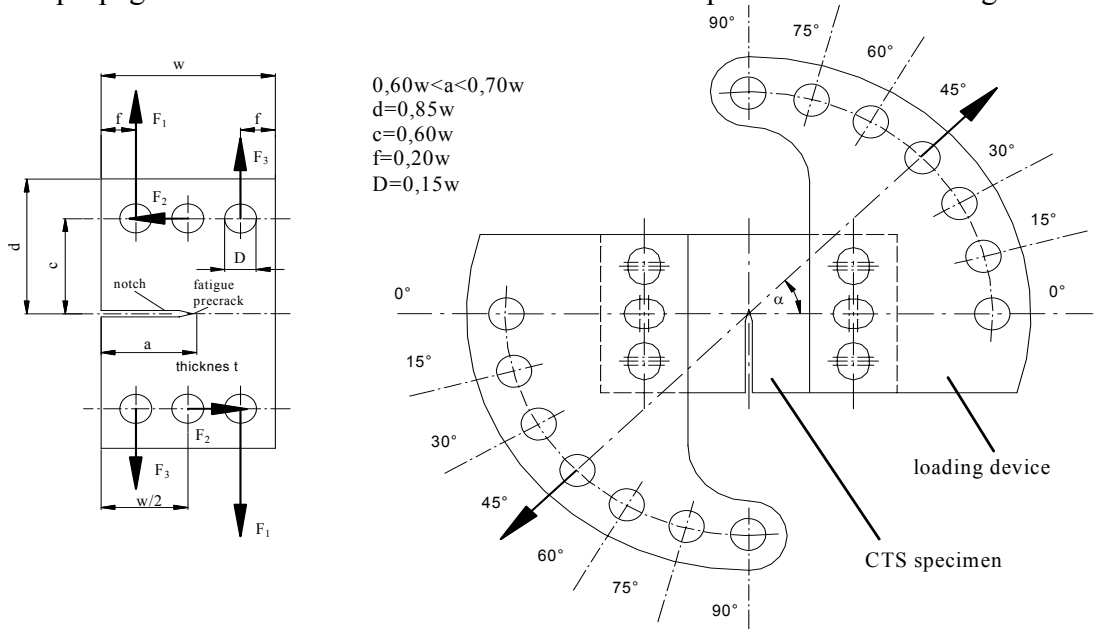 w
f
F₁
f
F₃
F₂
d
c
D
notch
fatigue
precrack
a
thicknes t
F₂
F₃
w/2
F₁
0,60w<a<0,70w
d=0,85w
c=0,60w
f=0,20w
D=0,15w
90°
75°
60°
45°
30°
15°
0°
α
0°
15°
30°
45°
60°
75°
90°
loading device
CTS specimen